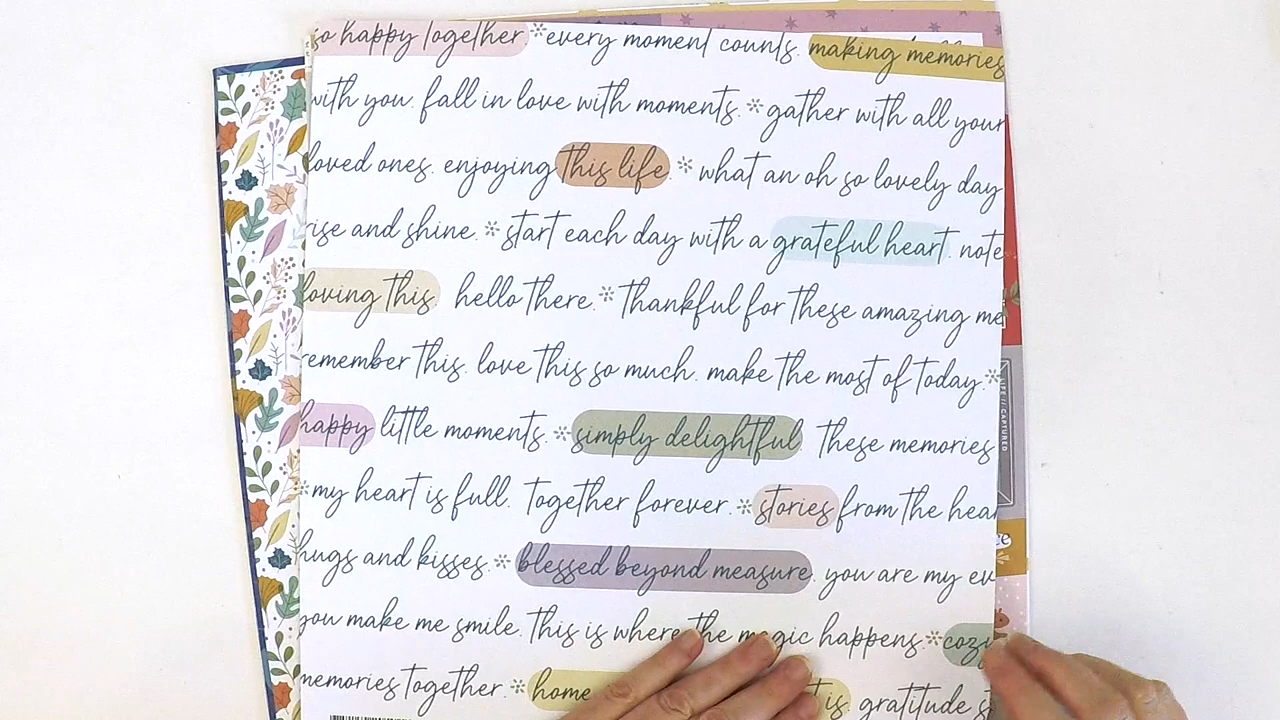 so happy together *every moment counts. making memories
with you. fall in love with moments. *gather with all your
loved ones. enjoying this life. *what an oh so lovely day
rise and shine. *start each day with a grateful heart. note
loving this. hello there. *thankful for these amazing me
remember this. love this so much. make the most of today.*
happy little moments. *simply delightful. these memories
*my heart is full. together forever. *stories from the hear
hugs and kisses. *blessed beyond measure. you are my ev
you make me smile. this is where the magic happens. *cozy
memories together. *home is. gratitude
LIFE // CAPTURED